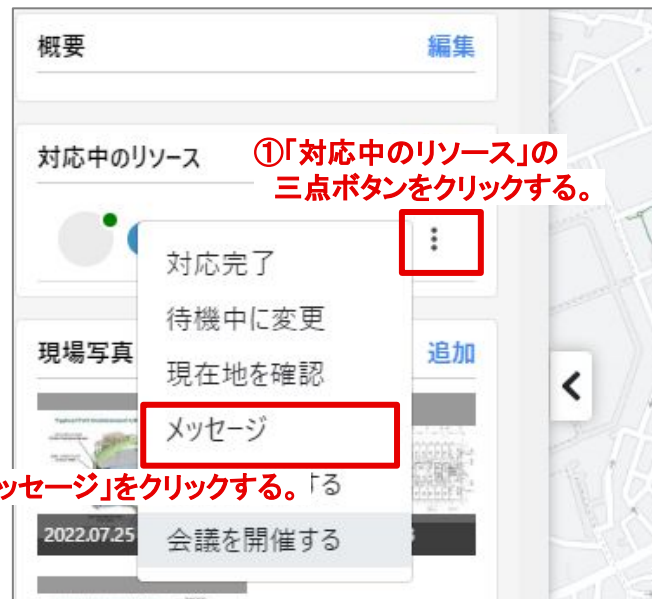 概要 編集
対応中のリソース
①「対応中のリソース」の
三点ボタンをクリックする。
対応完了
待機中に変更
現在地を確認
メッセージ
する
会議を開催する
現場写真 追加
ッセージ」をクリックする。
2022.07.25